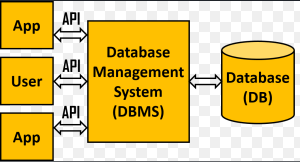 App
API
User
API
App
API
Database
Management
System
(DBMS)
Database
(DB)